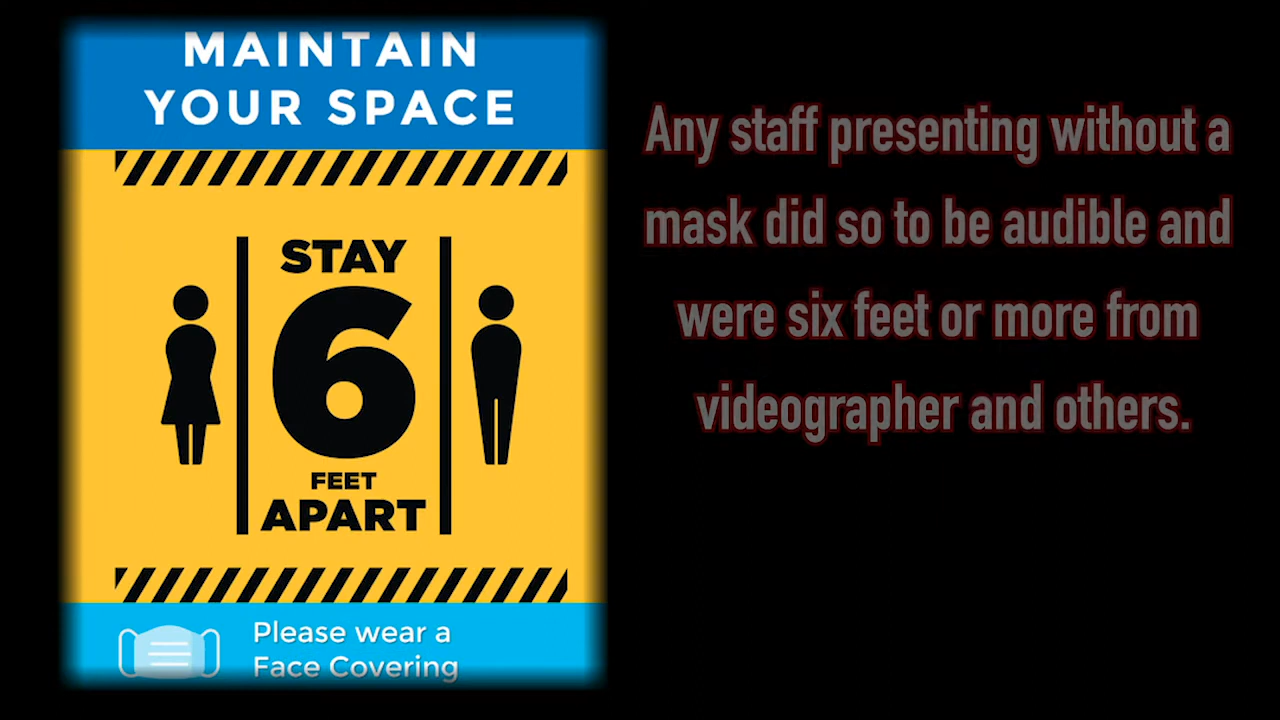 MAINTAIN
YOUR SPACE
STAY
6
FEET
APART
Please wear a
Face Covering
Any staff presenting without a
mask did so to be audible and
were six feet or more from
videographer and others.